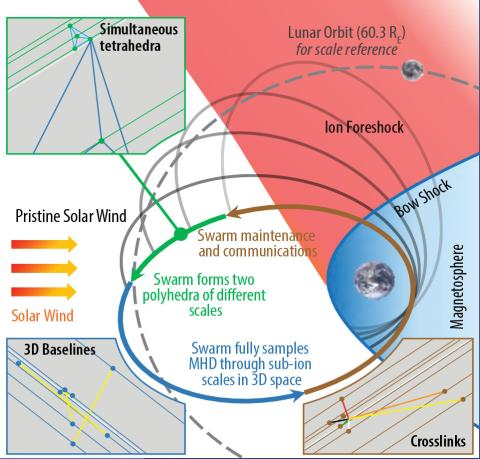 Simultaneous
tetrahedra
Lunar Orbit (60.3 R_E)
for scale reference
Ion Foreshock
Bow Shock
Magnetosphere
Pristine Solar Wind
Solar Wind
Swarm maintenance
and communications
Swarm forms two
polyhedra of different
scales
Swarm fully samples
MHD through sub-ion
scales in 3D space
3D Baselines
Crosslinks